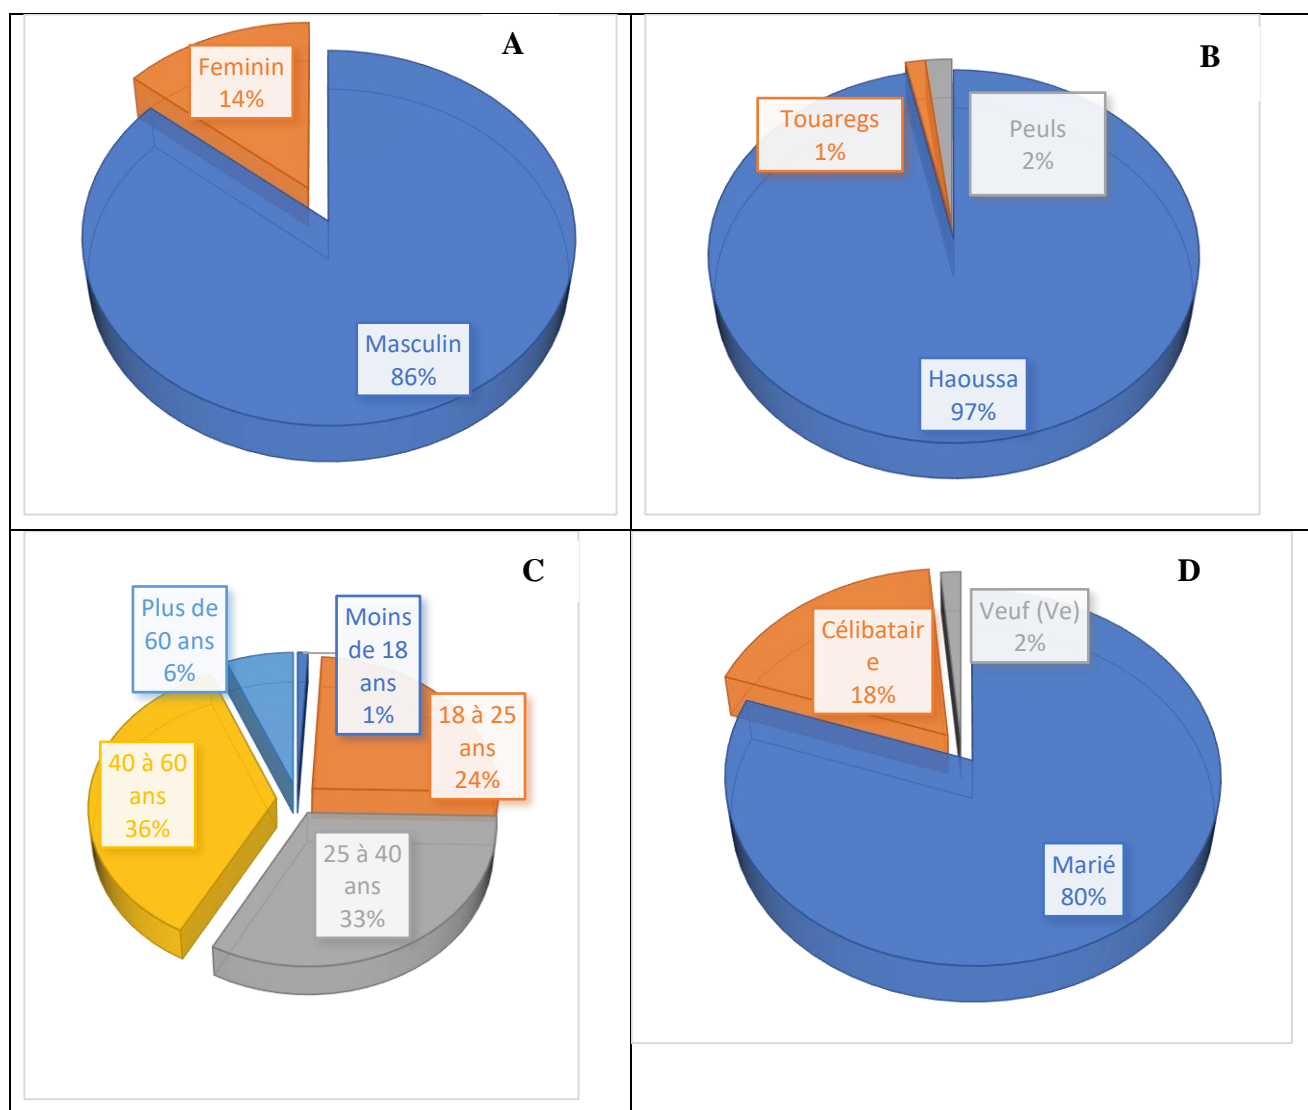 A
Feminin
14%
Masculin
86%
B
Touaregs
1%
Peuls
2%
Haoussa
97%
C
Plus de
60 ans
6%
Moins
de 18
ans
1%
18 à 25
ans
24%
40 à 60
ans
36%
25 à 40
ans
33%
D
Célibatair
e
18%
Veuf (Ve)
2%
Marié
80%